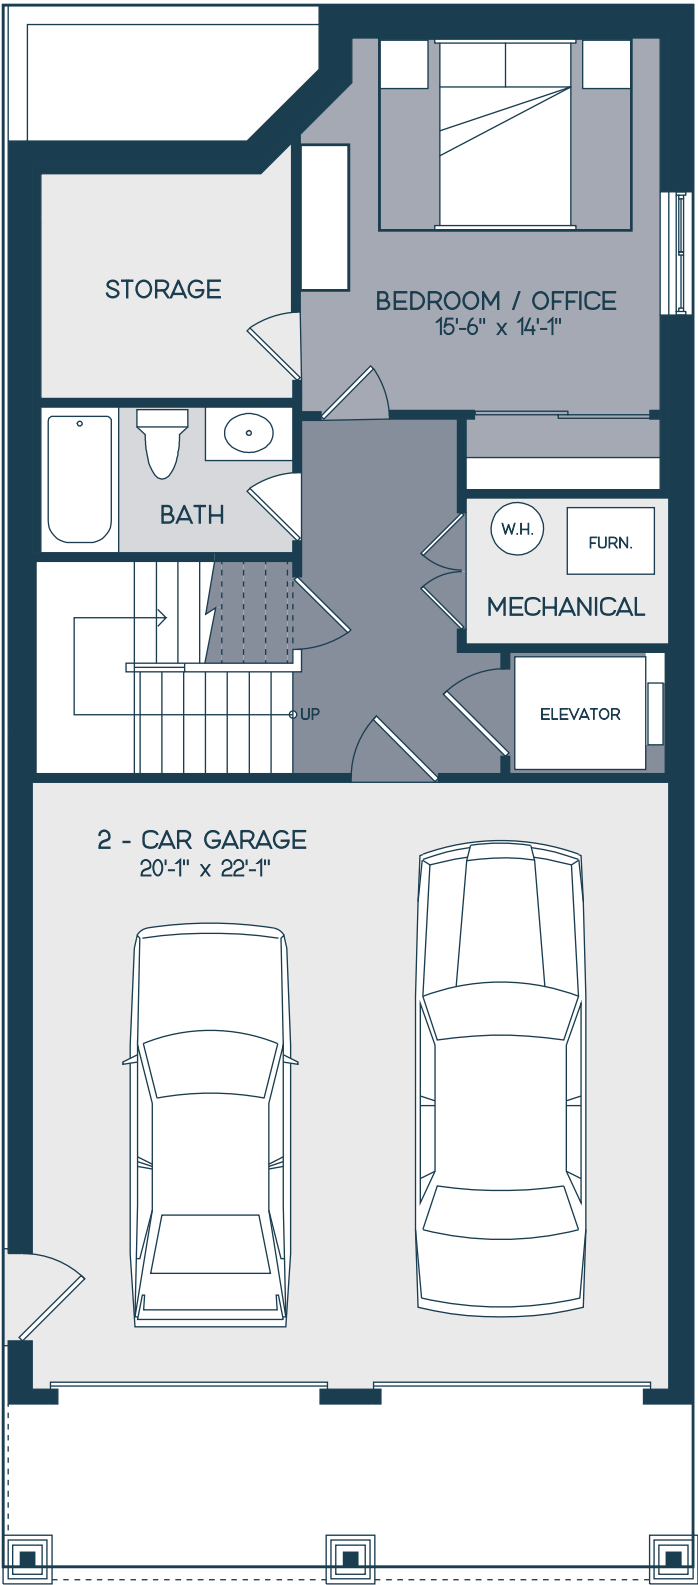 STORAGE
BEDROOM / OFFICE
15'-6" x 14'-1"
BATH
W.H.
FURN.
MECHANICAL
UP
ELEVATOR
2 - CAR GARAGE
20'-1" x 22'-1"